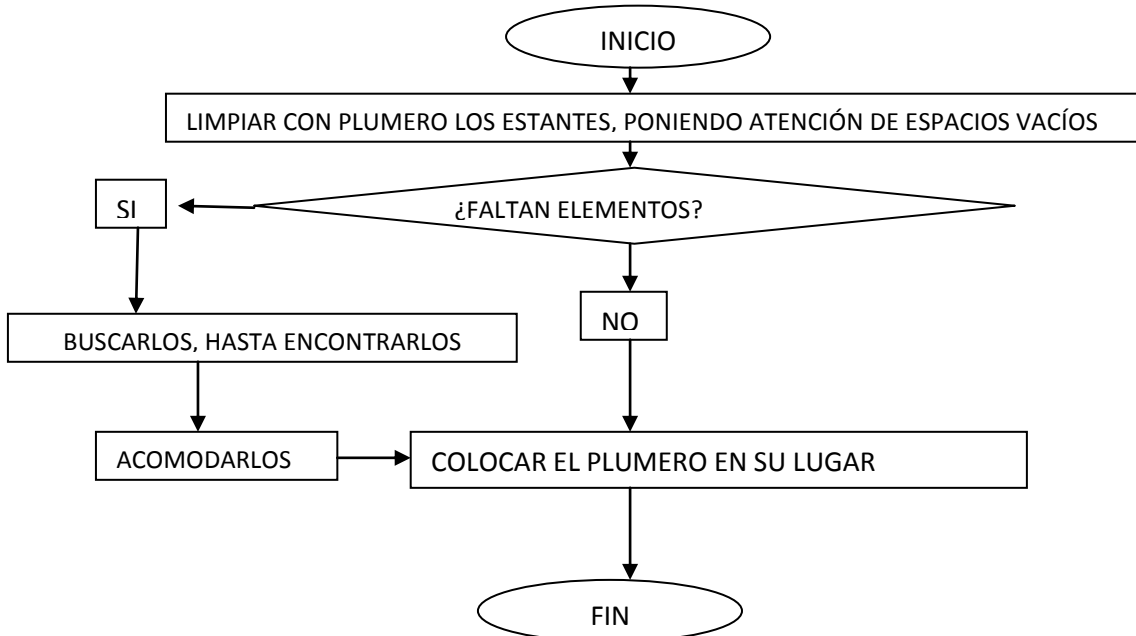 INICIO
LIMPIAR CON PLUMERO LOS ESTANTES, PONIENDO ATENCIÓN DE ESPACIOS VACÍOS
¿FALTAN ELEMENTOS?
SI
NO
BUSCARLOS, HASTA ENCONTRARLOS
ACOMODARLOS
COLOCAR EL PLUMERO EN SU LUGAR
FIN